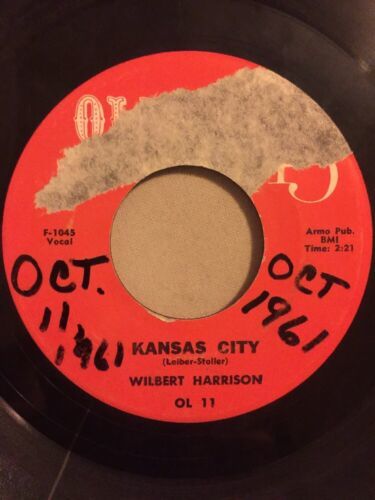 OL
F-1045
Vocal
Armo Pub.
BMI
Time: 2:21
OCT.
11,
1961
OCT
1961
KANSAS CITY
(Leiber-Stoller)
WILBERT HARRISON
OL 11